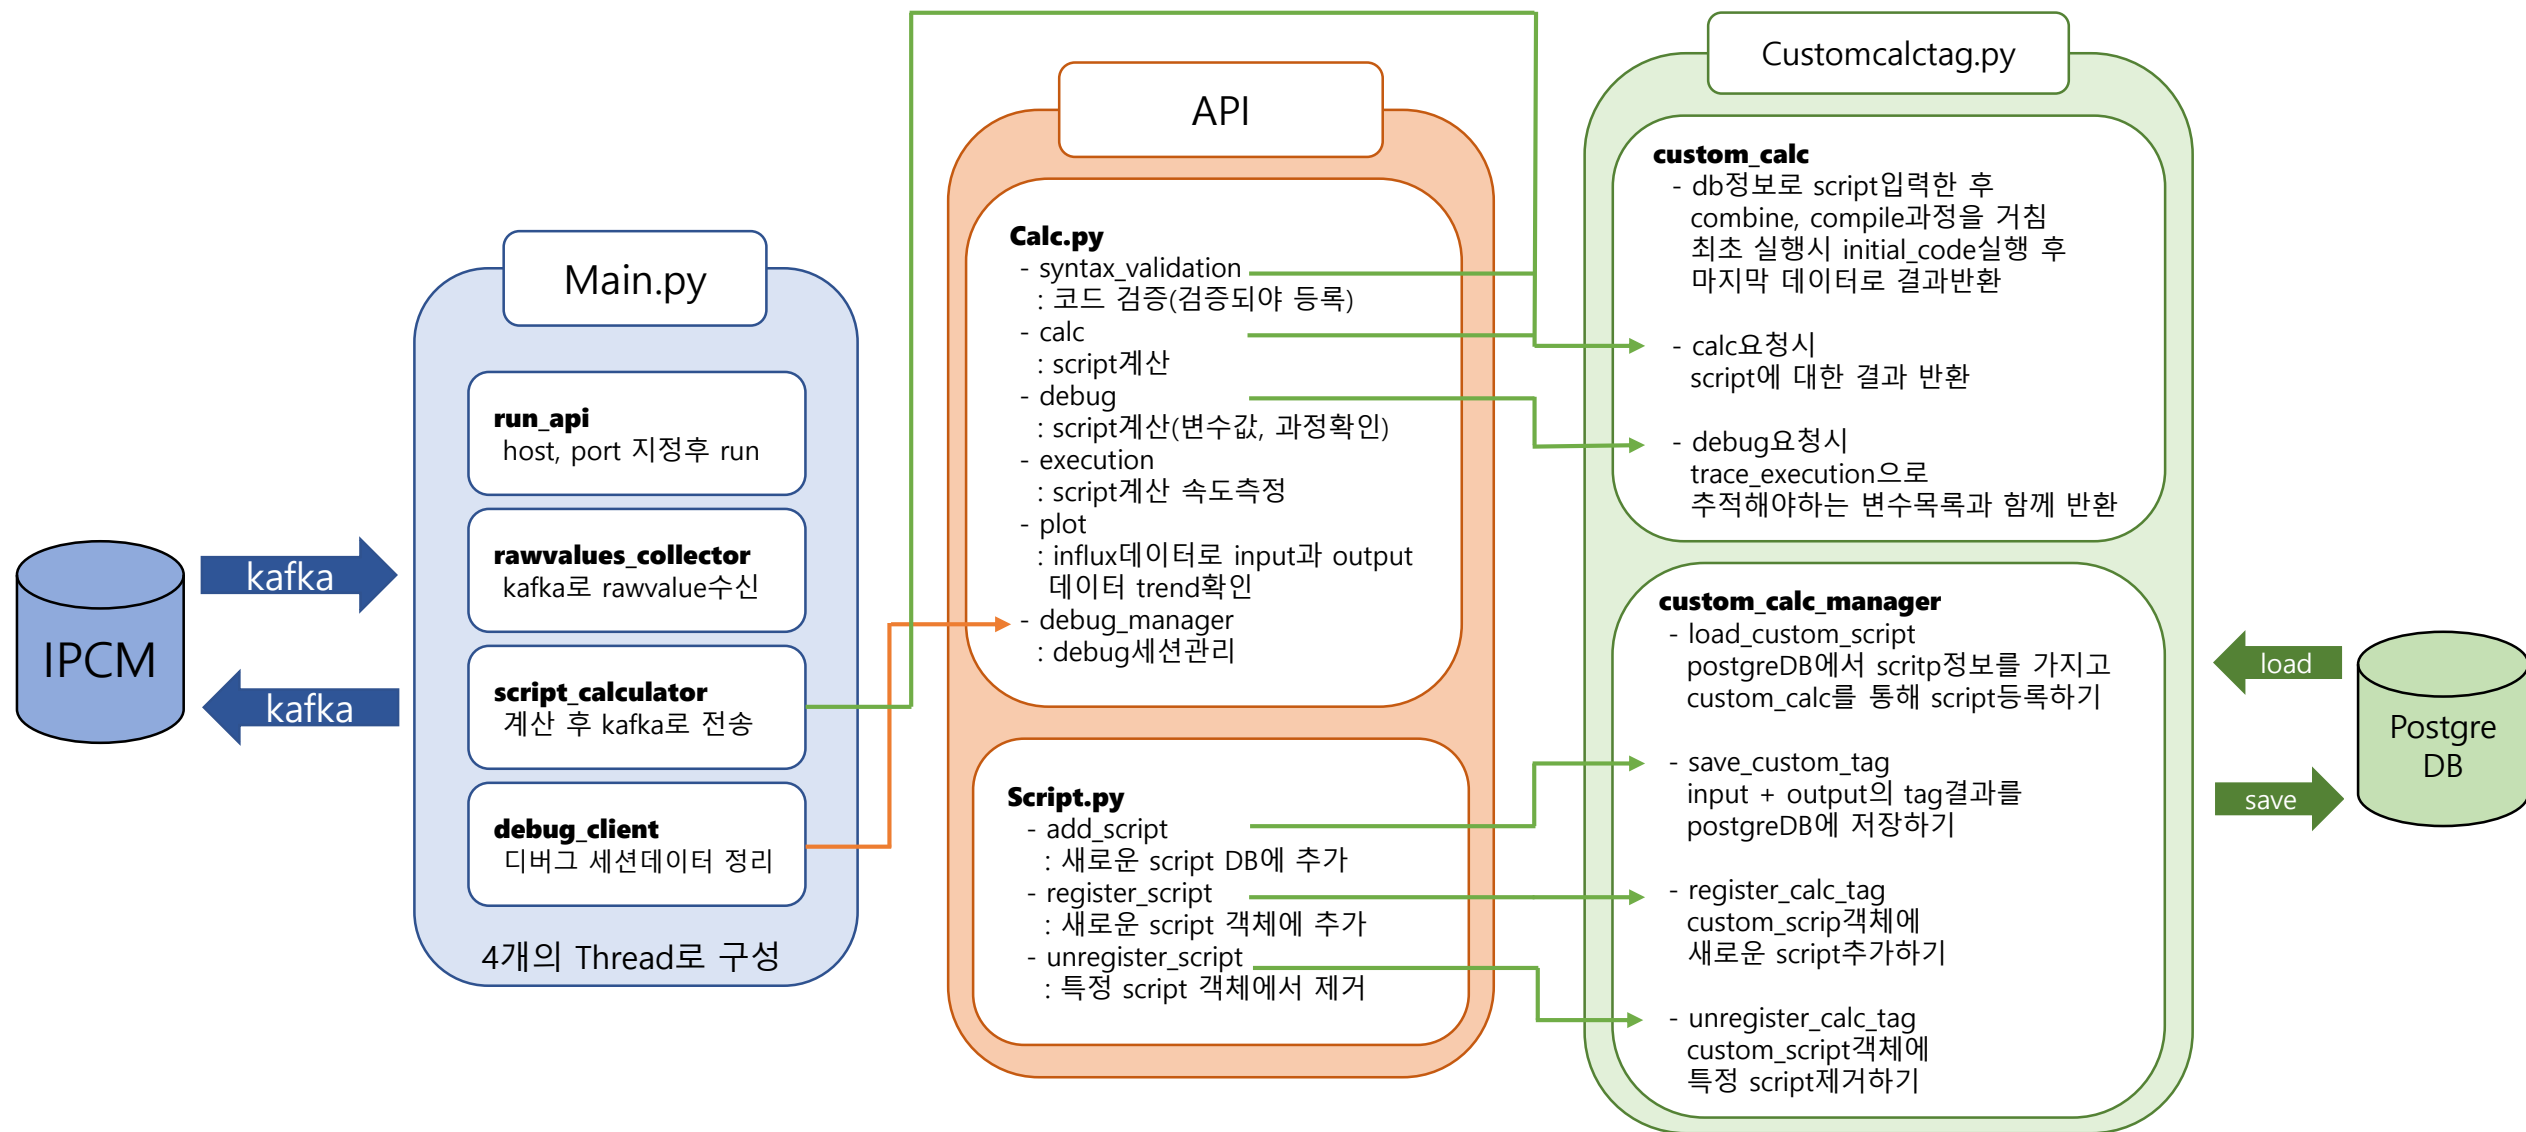 IPCM
kafka
kafka
Main.py
run_api
host, port 지정후 run
rawvalues_collector
kafka로 rawvalue수신
script_calculator
계산 후 kafka로 전송
debug_client
디버그 세션데이터 정리
4개의 Thread로 구성
API
Calc.py
- syntax_validation
: 코드 검증(검증되야 등록)
- calc
: script계산
- debug
: script계산(변수값, 과정확인)
- execution
: script계산 속도측정
- plot
: influx데이터로 input과 output
데이터 trend확인
- debug_manager
: debug세션관리
Script.py
- add_script
: 새로운 script DB에 추가
- register_script
: 새로운 script 객체에 추가
- unregister_script
: 특정 script 객체에서 제거
Customcalctag.py
custom_calc
- db정보로 script입력한 후
combine, compile과정을 거침
최초 실행시 initial_code실행 후
마지막 데이터로 결과반환
- calc요청시
script에 대한 결과 반환
- debug요청시
trace_execution으로
추적해야하는 변수목록과 함께 반환
custom_calc_manager
- load_custom_script
postgreDB에서 scritp정보를 가지고
custom_calc를 통해 script등록하기
- save_custom_tag
input + output의 tag결과를
postgreDB에 저장하기
- register_calc_tag
custom_scrip객체에
새로운 script추가하기
- unregister_calc_tag
custom_script객체에
특정 script제거하기
load
save
Postgre
DB